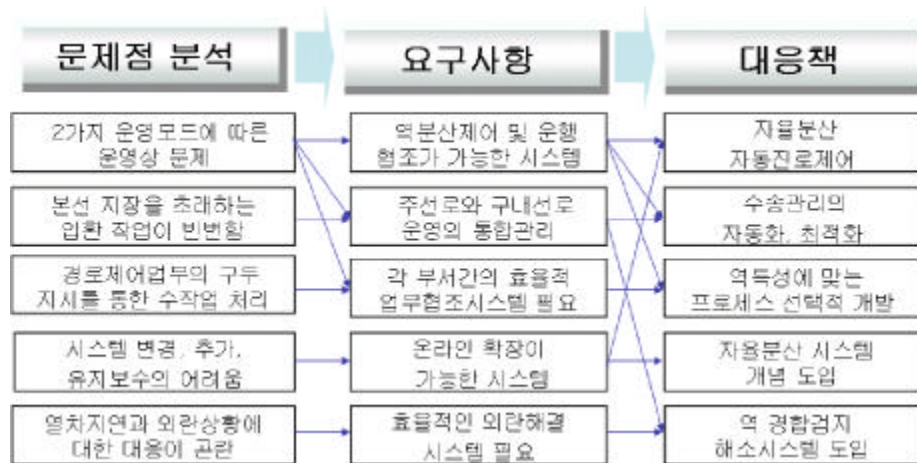 문제점 분석
요구사항
대응책
2가지 운영모드에 따른
운영상 문제
역분산제어 및 운행
협조가 가능한 시스템
자율분산
자동진로제어
본선 지장을 초래하는
입환 작업이 빈번함
주선로와 구내선로
운영의 통합관리
수송관리의
자동화, 최적화
경로제어업무의 구두
지시를 통한 수작업 처리
각 부서간의 효율적
업무협조시스템 필요
역특성에 맞는
프로세스 선택적 개발
시스템 변경, 추가,
유지보수의 어려움
온라인 확장이
가능한 시스템
자율분산 시스템
개념 도입
열차지연과 외란상황에
대한 대응이 곤란
효율적인 외란해결
시스템 필요
역 경합검지
해소시스템 도입